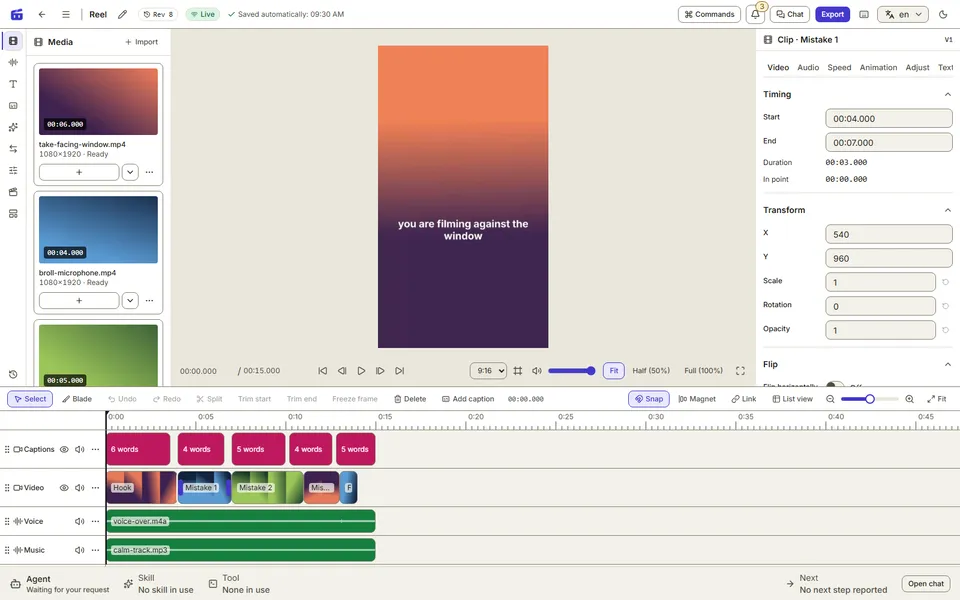 Reel
Rev 8
Live
Saved automatically: 09:30 AM
Commands
3
Chat
Export
en
Media
Import
00:06.000
take-facing-window.mp4
1080×1920 · Ready
00:04.000
broll-microphone.mp4
1080×1920 · Ready
00:05.000
you are filming against the
window
00:00.000
/ 00:15.000
9:16
Fit
Half (50%)
Full (100%)
Clip · Mistake 1
V1
Video
Audio
Speed
Animation
Adjust
Text
Timing
Start
00:04.000
End
00:07.000
Duration
00:03.000
In point
00:00.000
Transform
X
540
Y
960
Scale
1
Rotation
0
Opacity
1
Flip
Flip horizontally
Off
Select
Blade
Undo
Redo
Split
Trim start
Trim end
Freeze frame
Delete
Add caption
00:00.000
Snap
Magnet
Link
List view
Fit
0:00
0:05
0:10
0:15
0:20
0:25
0:30
0:35
0:40
0:45
Captions
6 words
4 words
5 words
4 words
5 words
Video
Hook
Mistake 1
Mistake 2
Mis...
F
Voice
voice-over.m4a
Music
calm-track.mp3
Agent
Waiting for your request
Skill
No skill in use
Tool
None in use
Next
No next step reported
Open chat